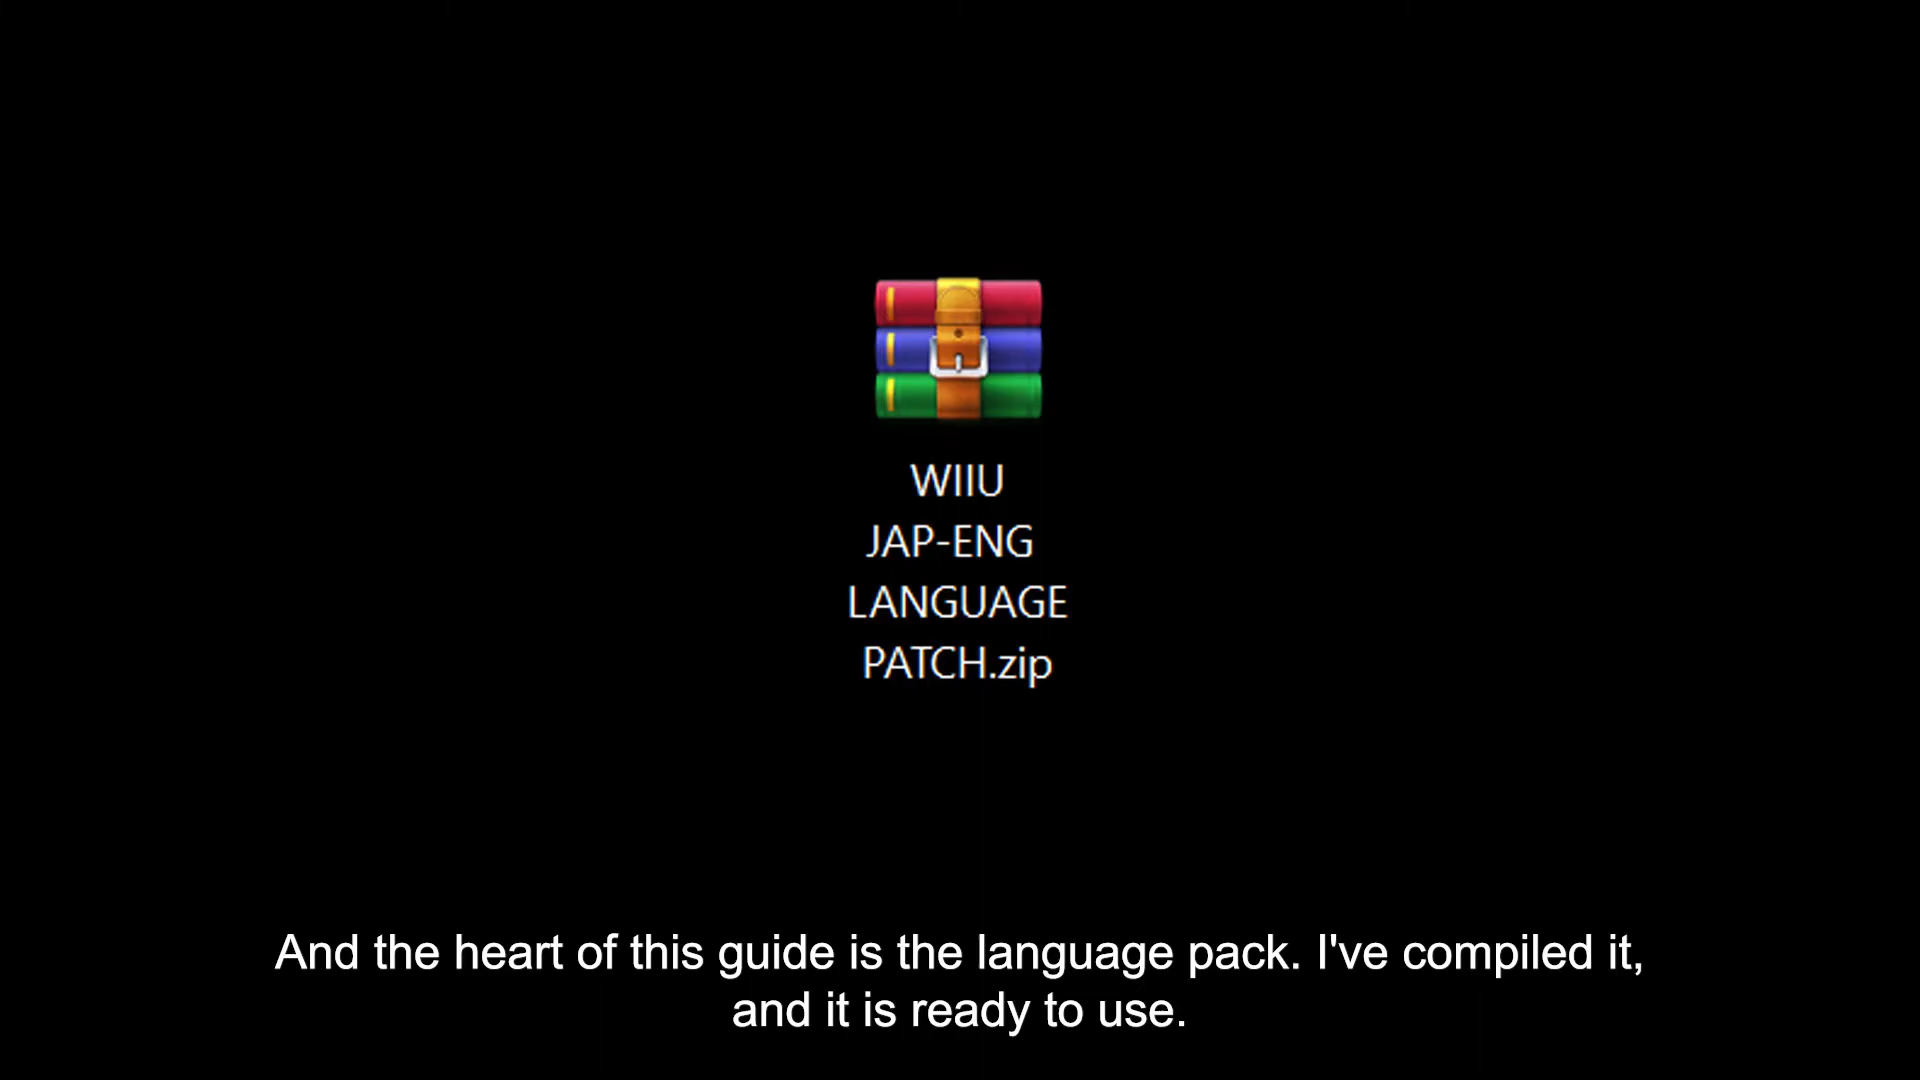 WIIU
JAP-ENG
LANGUAGE
PATCH.zip
And the heart of this guide is the language pack. I've compiled it,
and it is ready to use.